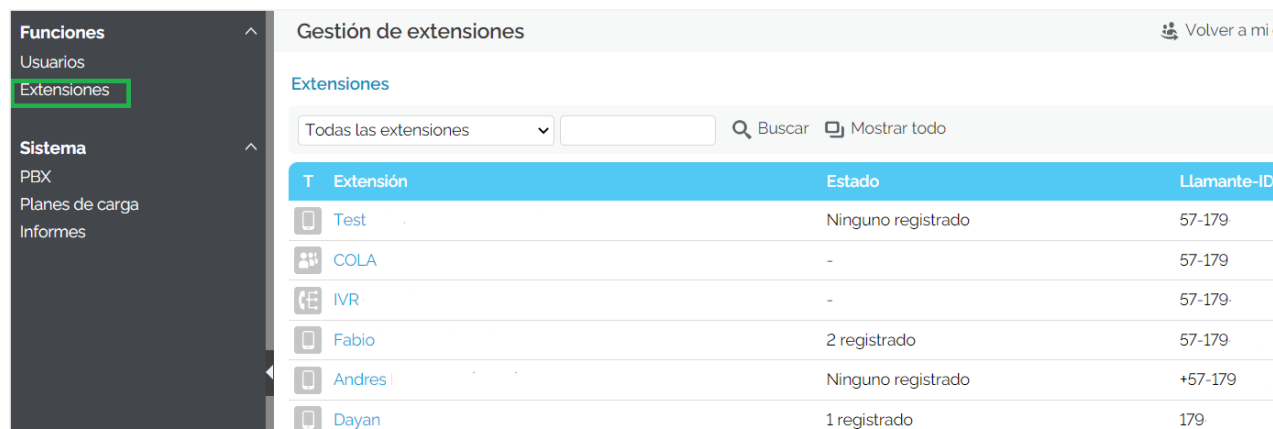 Funciones
Usuarios
Extensiones
Sistema
PBX
Planes de carga
Informes
Gestión de extensiones
Volver a mi
Extensiones
Todas las extensiones
Buscar Mostrar todo
T Extensión Estado Llamante-ID
Test Ninguno registrado 57-179
COLA - 57-179
IVR - 57-179
Fabio 2 registrado 57-179
Andres Ninguno registrado +57-179
Dayan 1 registrado 179